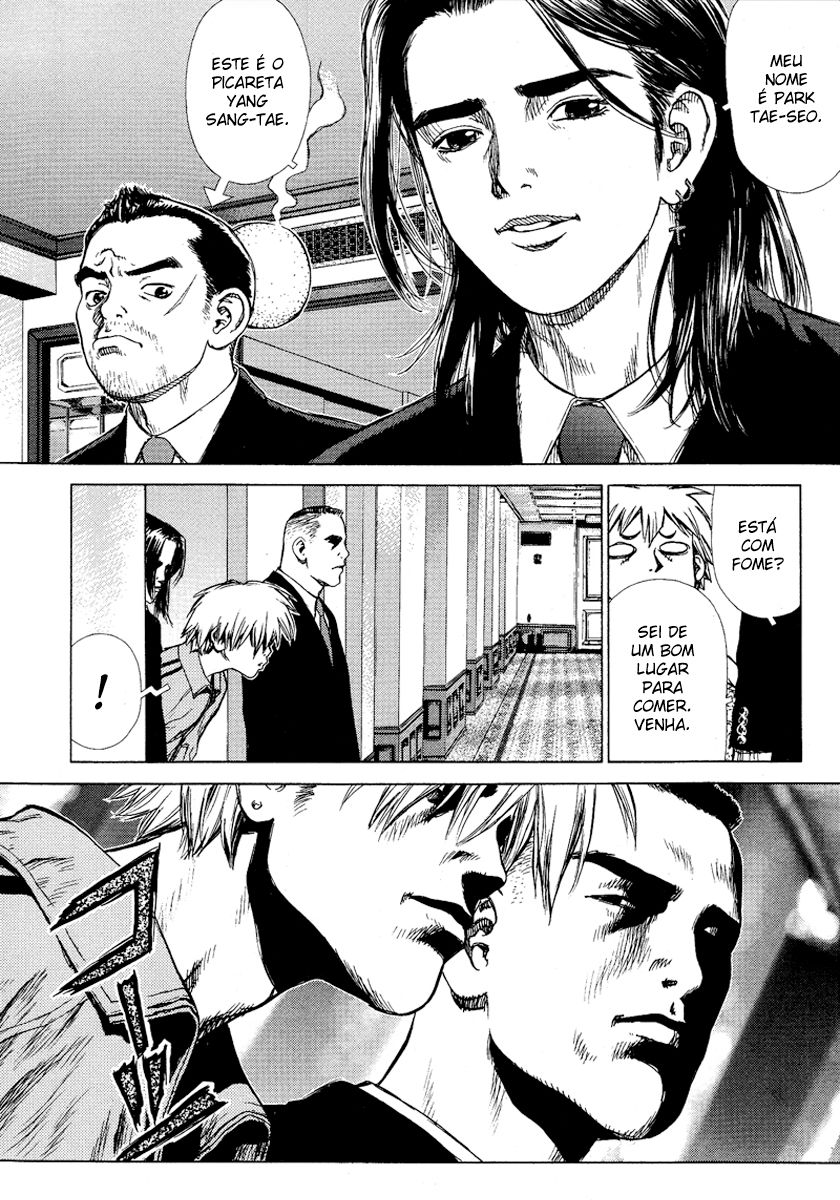 MEU
NOME
É PARK
TAE-SEO.
ESTE É O
PICARETA
YANG
SANG-TAE.
ESTÁ
COM
FOME?
SEI DE
UM BOM
LUGAR
PARA
COMER.
VENHA.
!